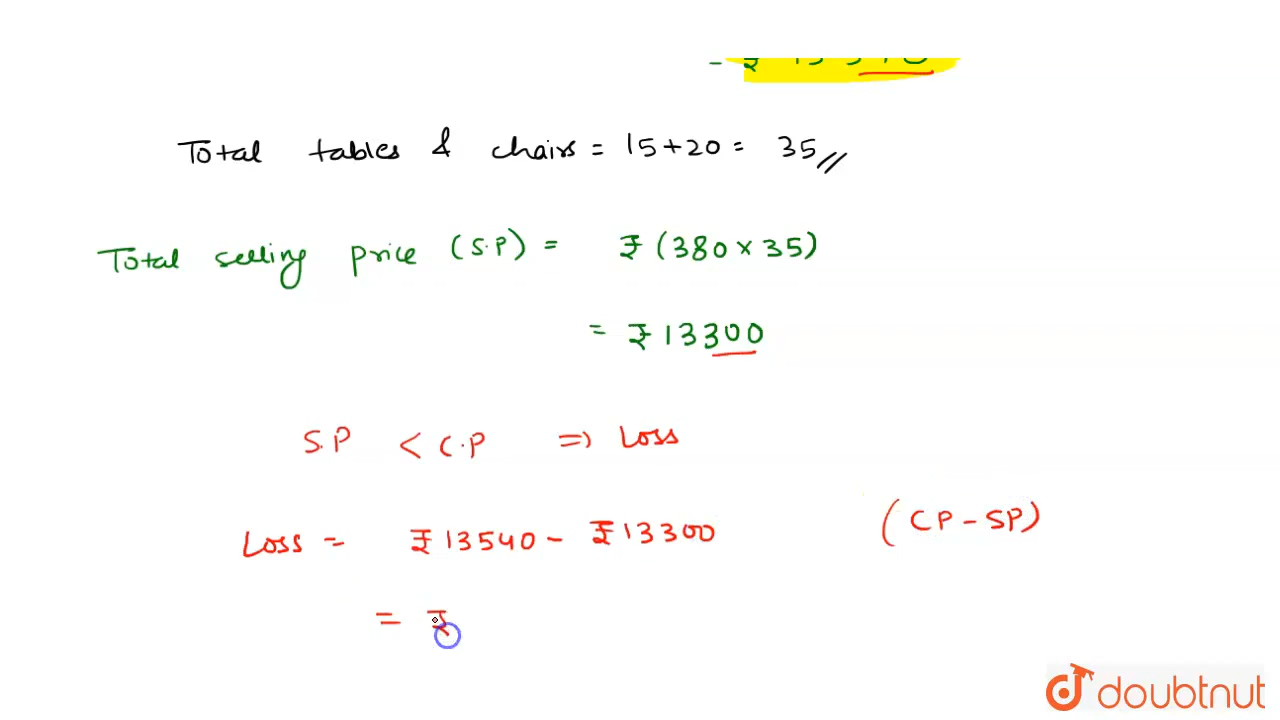 Total tables & chairs = 15+20 = 35//
Total selling price (S.P) = ₹ (380 × 35)
= ₹ 13300
S.P < C.P ⇒ Loss
Loss = ₹ 13540 - ₹ 13300 (CP - SP)
= ₹
doubtnut